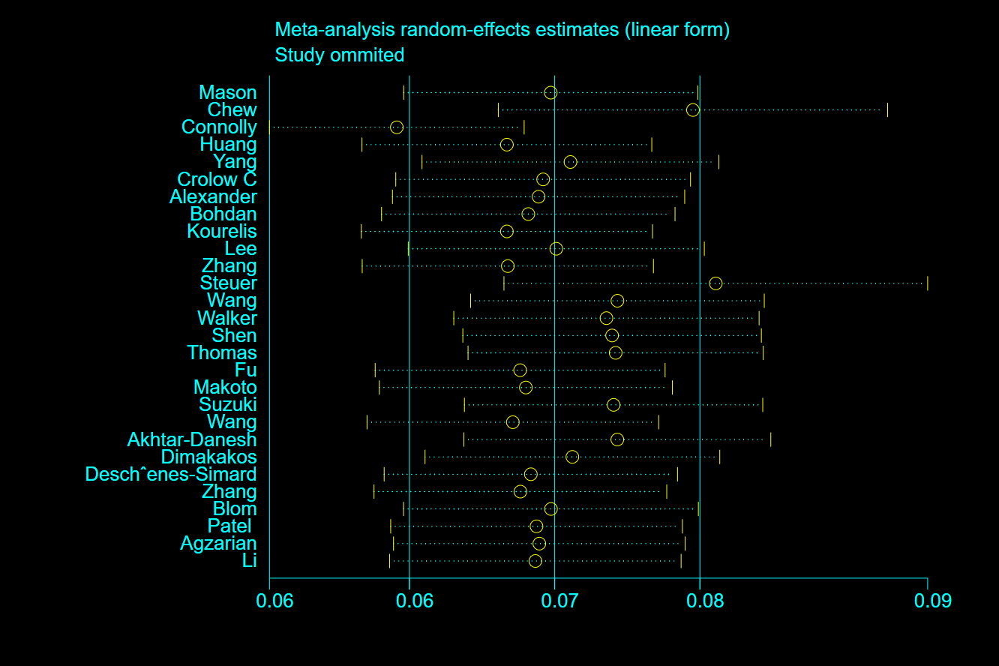 Meta-analysis random-effects estimates (linear form)
Study ommited
Mason
Chew
Connolly
Huang
Yang
Crolow C
Alexander
Bohdan
Kourelis
Lee
Zhang
Steuer
Wang
Walker
Shen
Thomas
Fu
Makoto
Suzuki
Wang
Akhtar-Danesh
Dimakakos
Deschˆenes-Simard
Zhang
Blom
Patel
Agzarian
Li
0.06 0.06 0.07 0.08 0.09